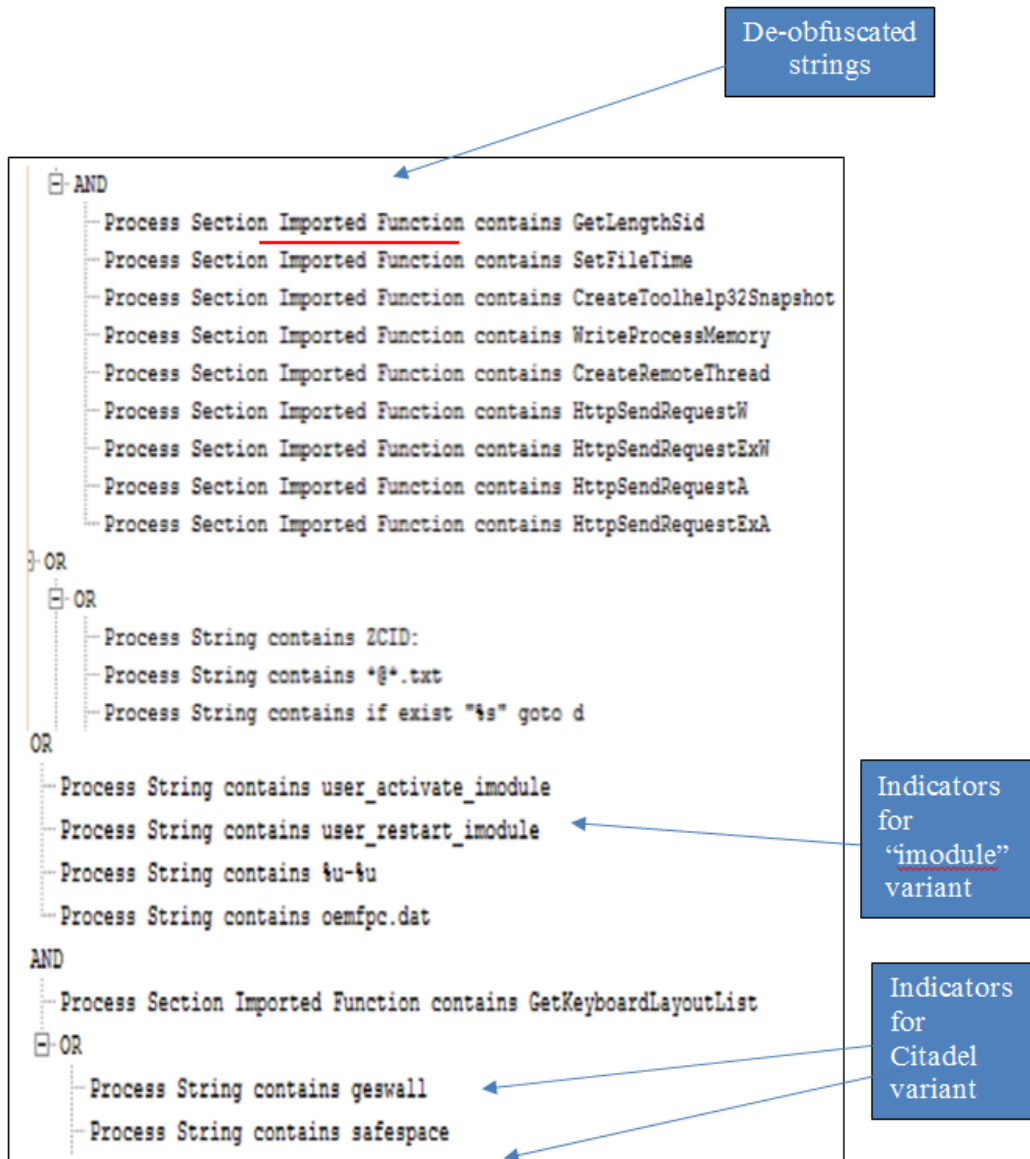 De-obfuscated
strings
AND
Process Section Imported Function contains GetLengthSid
Process Section Imported Function contains SetFileTime
Process Section Imported Function contains CreateToolhelp32Snapshot
Process Section Imported Function contains WriteProcessMemory
Process Section Imported Function contains CreateRemoteThread
Process Section Imported Function contains HttpSendRequestW
Process Section Imported Function contains HttpSendRequestExW
Process Section Imported Function contains HttpSendRequestA
Process Section Imported Function contains HttpSendRequestExA
OR
OR
Process String contains ZCID:
Process String contains *@*.txt
Process String contains if exist "%s" goto d
OR
Process String contains user_activate_imodule
Process String contains user_restart_imodule
Process String contains %u-%u
Process String contains oemfpc.dat
Indicators
for
“imodule”
variant
AND
Process Section Imported Function contains GetKeyboardLayoutList
OR
Process String contains geswall
Process String contains safespace
Indicators
for
Citadel
variant